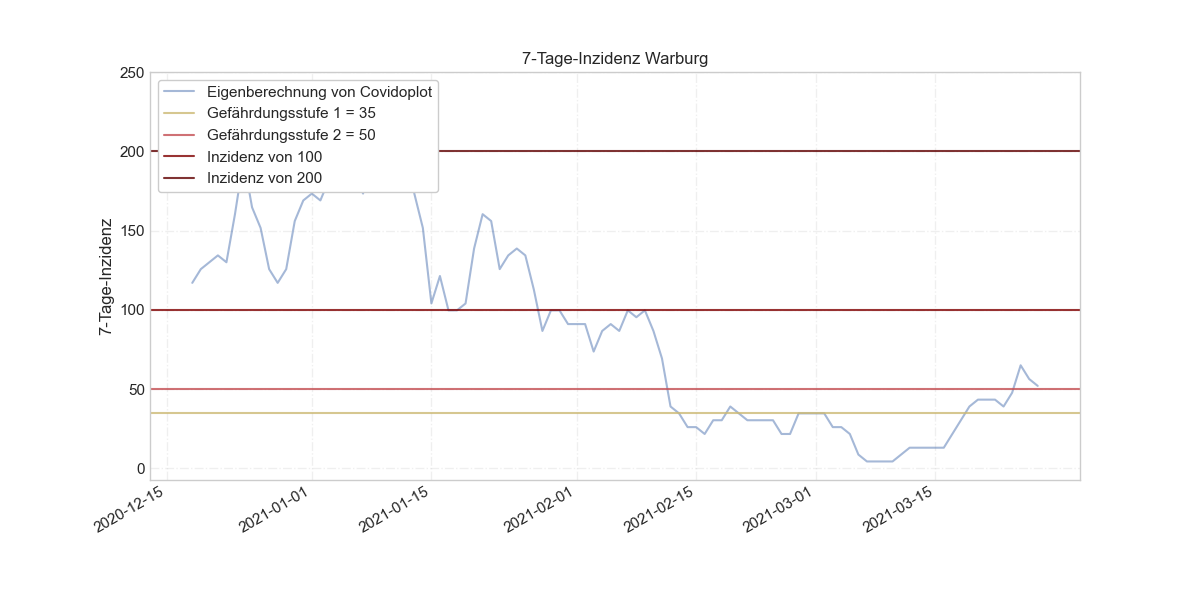 7-Tage-Inzidenz Warburg
250
200
150
100
50
0
7-Tage-Inzidenz
Eigenberechnung von Covidoplot
Gefährdungsstufe 1 = 35
Gefährdungsstufe 2 = 50
Inzidenz von 100
Inzidenz von 200
2020-12-15
2021-01-01
2021-01-15
2021-02-01
2021-02-15
2021-03-01
2021-03-15